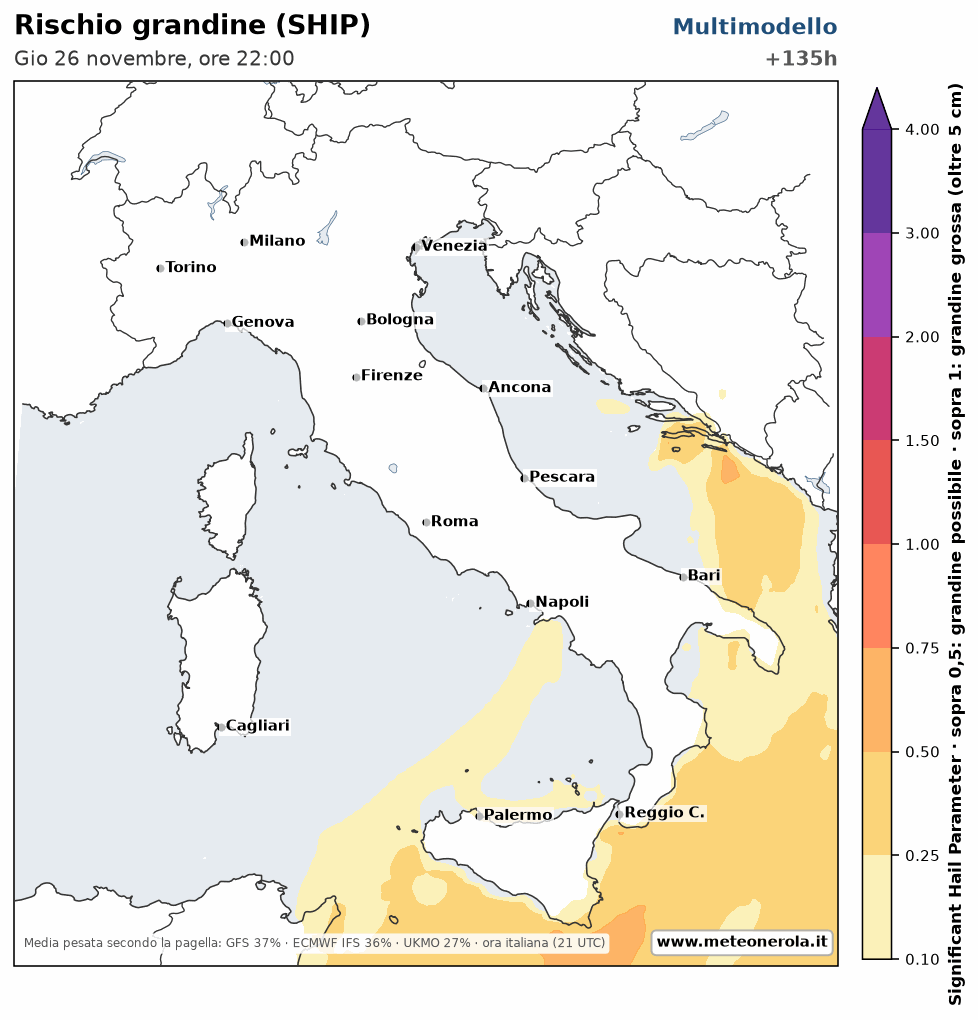 Rischio grandine (SHIP)
Multimodello
Gio 26 novembre, ore 22:00
+135h
Milano
Venezia
Torino
Genova
Bologna
Firenze
Ancona
Pescara
Roma
Bari
Napoli
Cagliari
Palermo
Reggio C.
Media pesata secondo la pagella: GFS 37% · ECMWF IFS 36% · UKMO 27% · ora italiana (21 UTC)
www.meteonerola.it
4.00
3.00
2.00
1.50
1.00
0.75
0.50
0.25
0.10
Significant Hail Parameter · sopra 0,5: grandine possibile · sopra 1: grandine grossa (oltre 5 cm)